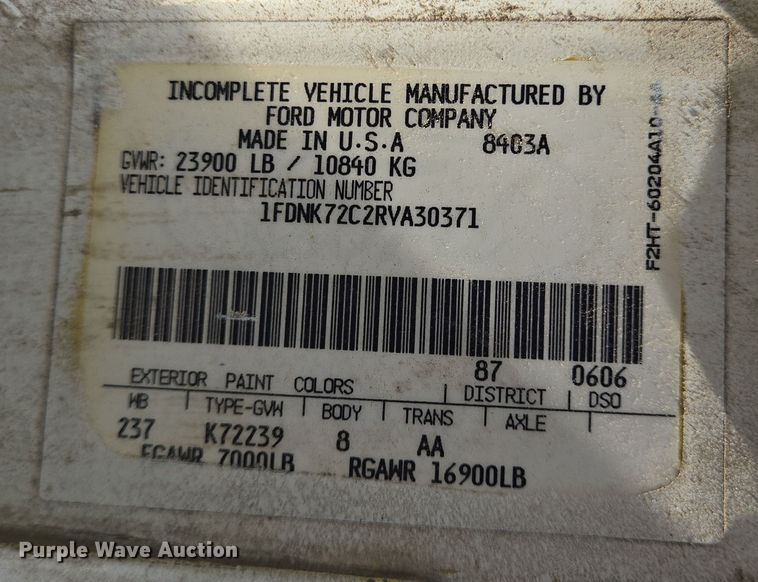 INCOMPLETE VEHICLE MANUFACTURED BY
FORD MOTOR COMPANY
MADE IN U.S.A 8403A
GVWR: 23900 LB / 10840 KG
VEHICLE IDENTIFICATION NUMBER
1FDNK72C2RVA30371
F2HT-60204A10
87 0606
EXTERIOR PAINT COLORS DISTRICT DSO
WB TYPE-GVW BODY TRANS AXLE
237 K72239 8 AA
FGAWR 7000LB RGAWR 16900LB
Purple Wave Auction